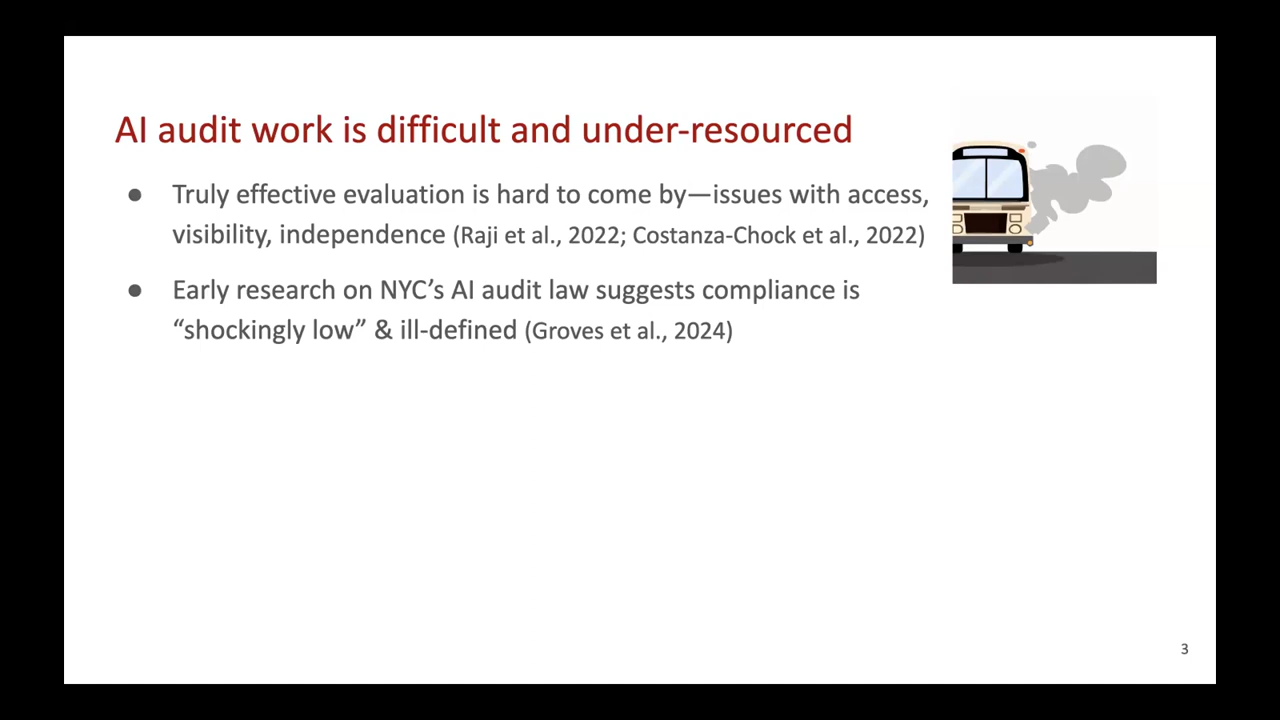 AI audit work is difficult and under-resourced
● Truly effective evaluation is hard to come by—issues with access,
visibility, independence (Raji et al., 2022; Costanza-Chock et al., 2022)
● Early research on NYC’s AI audit law suggests compliance is
“shockingly low” & ill-defined (Groves et al., 2024)
3